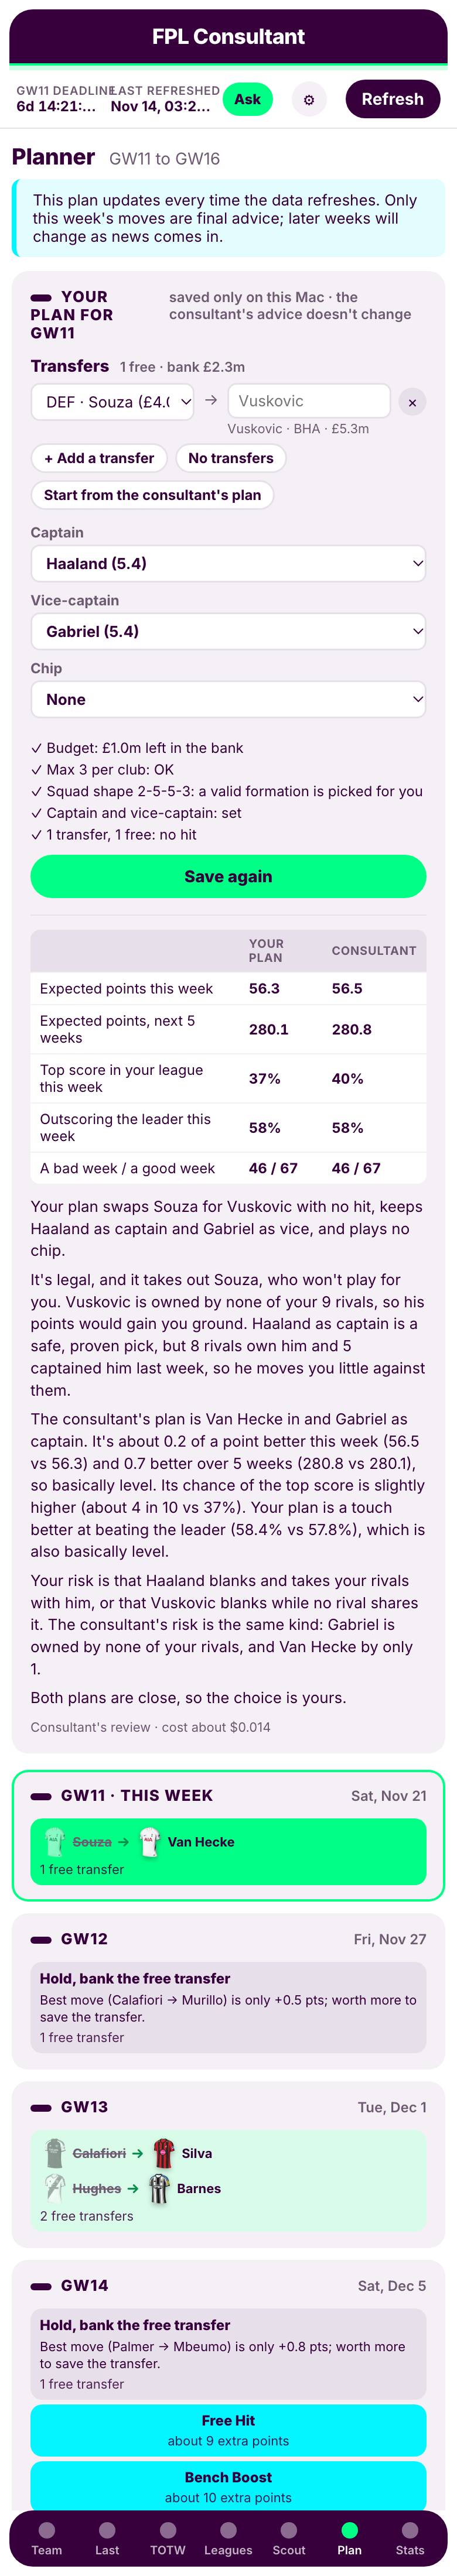 FPL Consultant
GW11 DEADLINE
LAST REFRESHED
6d 14:21:...
Nov 14, 03:2...
Ask
Refresh
Planner GW11 to GW16
This plan updates every time the data refreshes. Only
this week's moves are final advice; later weeks will
change as news comes in.
YOUR
PLAN FOR
GW11
saved only on this Mac · the
consultant's advice doesn't change
Transfers 1 free · bank £2.3m
DEF · Souza (£4.0
→
Vuskovic
×
Vuskovic · BHA · £5.3m
+ Add a transfer
No transfers
Start from the consultant's plan
Captain
Haaland (5.4)
Vice-captain
Gabriel (5.4)
Chip
None
✓ Budget: £1.0m left in the bank
✓ Max 3 per club: OK
✓ Squad shape 2-5-5-3: a valid formation is picked for you
✓ Captain and vice-captain: set
✓ 1 transfer, 1 free: no hit
Save again
YOUR
PLAN
CONSULTANT
Expected points this week 56.3 56.5
Expected points, next 5
weeks
280.1 280.8
Top score in your league
this week
37% 40%
Outscoring the leader this
week
58% 58%
A bad week / a good week 46 / 67 46 / 67
Your plan swaps Souza for Vuskovic with no hit, keeps
Haaland as captain and Gabriel as vice, and plays no
chip.
It's legal, and it takes out Souza, who won't play for
you. Vuskovic is owned by none of your 9 rivals, so his
points would gain you ground. Haaland as captain is a
safe, proven pick, but 8 rivals own him and 5
captained him last week, so he moves you little against
them.
The consultant's plan is Van Hecke in and Gabriel as
captain. It's about 0.2 of a point better this week (56.5
vs 56.3) and 0.7 better over 5 weeks (280.8 vs 280.1),
so basically level. Its chance of the top score is slightly
higher (about 4 in 10 vs 37%). Your plan is a touch
better at beating the leader (58.4% vs 57.8%), which is
also basically level.
Your risk is that Haaland blanks and takes your rivals
with him, or that Vuskovic blanks while no rival shares
it. The consultant's risk is the same kind: Gabriel is
owned by none of your rivals, and Van Hecke by only
1.
Both plans are close, so the choice is yours.
Consultant's review · cost about $0.014
GW11 · THIS WEEK Sat, Nov 21
Souza → Van Hecke
1 free transfer
GW12 Fri, Nov 27
Hold, bank the free transfer
Best move (Calafiori → Murillo) is only +0.5 pts; worth more to
save the transfer.
1 free transfer
GW13 Tue, Dec 1
Calafiori → Silva
Hughes → Barnes
2 free transfers
GW14 Sat, Dec 5
Hold, bank the free transfer
Best move (Palmer → Mbeumo) is only +0.8 pts; worth more
to save the transfer.
1 free transfer
Free Hit
about 9 extra points
Bench Boost
about 10 extra points
Team Last TOTW Leagues Scout Plan Stats